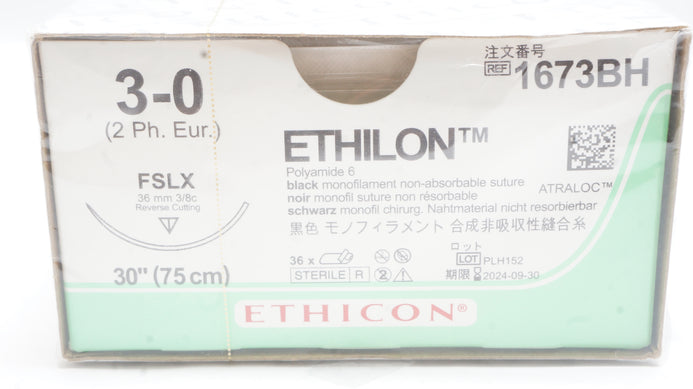 3-0
(2 Ph. Eur.)
FSLX
36 mm 3/8c
Reverse Cutting
30" (75 cm)
注文番号
REF 1673BH
ETHILON™
Polyamide 6
ATRALOC™
black monofilament non-absorbable suture
noir monofil suture non résorbable
schwarz monofil chirurg. Nahtmaterial nicht resorbierbar
黒色 モノフィラメント 合成非吸収性縫合糸
36 x
STERILE R
2
ロット
LOT PLH152
期限 2024-09-30
ETHICON®